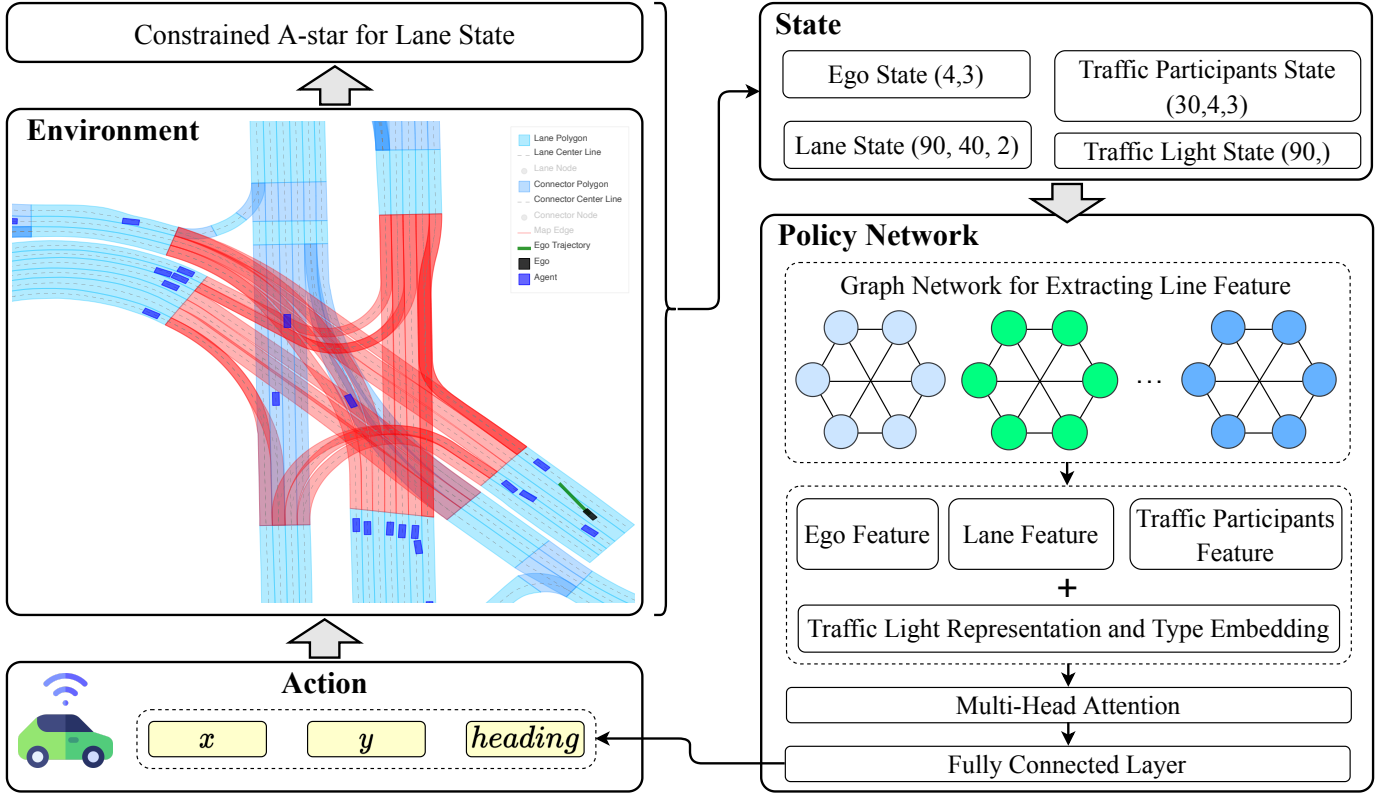 Constrained A-star for Lane State
Environment
Lane Polygon
Lane Center Line
Lane Node
Connector Polygon
Connector Center Line
Connector Node
Map Edge
Ego Trajectory
Ego
Agent
Action
x
y
heading
State
Ego State (4,3)
Traffic Participants State
(30,4,3)
Lane State (90, 40, 2)
Traffic Light State (90,)
Policy Network
Graph Network for Extracting Line Feature
...
Ego Feature
Lane Feature
Traffic Participants
Feature
+
Traffic Light Representation and Type Embedding
Multi-Head Attention
Fully Connected Layer